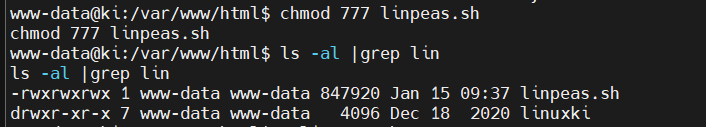 www-data@ki:/var/www/html$ chmod 777 linpeas.sh
chmod 777 linpeas.sh
www-data@ki:/var/www/html$ ls -al |grep lin
ls -al |grep lin
-rwxrwxrwx 1 www-data www-data 847920 Jan 15 09:37 linpeas.sh
drwxr-xr-x 7 www-data www-data   4096 Dec 18  2020 linuxki